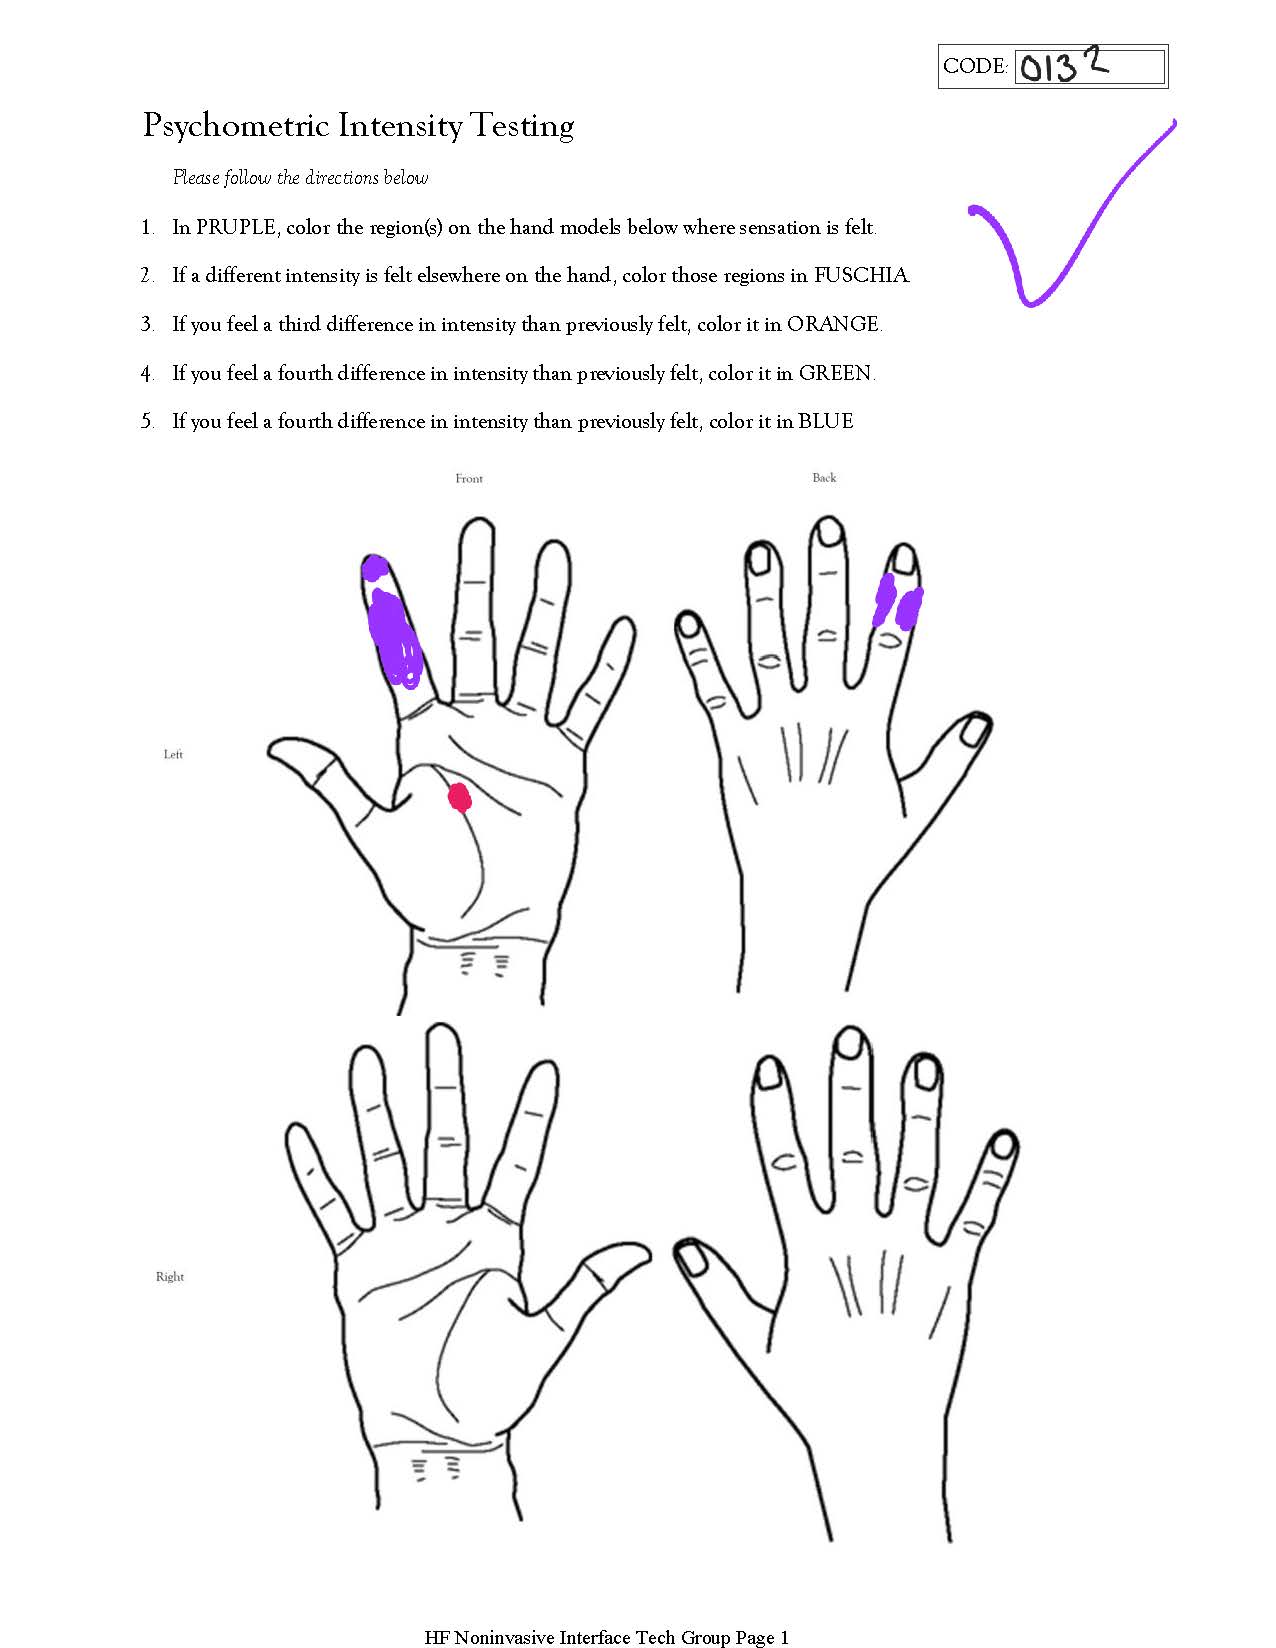 CODE: 0132
Psychometric Intensity Testing
Please follow the directions below
1. In PRUPLE, color the region(s) on the hand models below where sensation is felt.
2. If a different intensity is felt elsewhere on the hand, color those regions in FUSCHIA.
3. If you feel a third difference in intensity than previously felt, color it in ORANGE.
4. If you feel a fourth difference in intensity than previously felt, color it in GREEN.
5. If you feel a fourth difference in intensity than previously felt, color it in BLUE
Front Back
Left
Right
HF Noninvasive Interface Tech Group Page 1